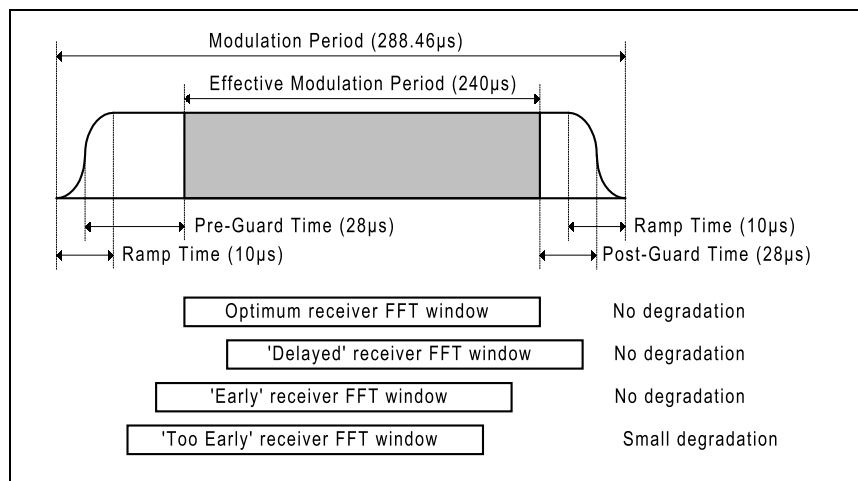 Modulation Period (288.46µs)
Effective Modulation Period (240µs)
Pre-Guard Time (28µs)
Ramp Time (10µs)
Ramp Time (10µs)
Post-Guard Time (28µs)
Optimum receiver FFT window
No degradation
'Delayed' receiver FFT window
No degradation
'Early' receiver FFT window
No degradation
'Too Early' receiver FFT window
Small degradation